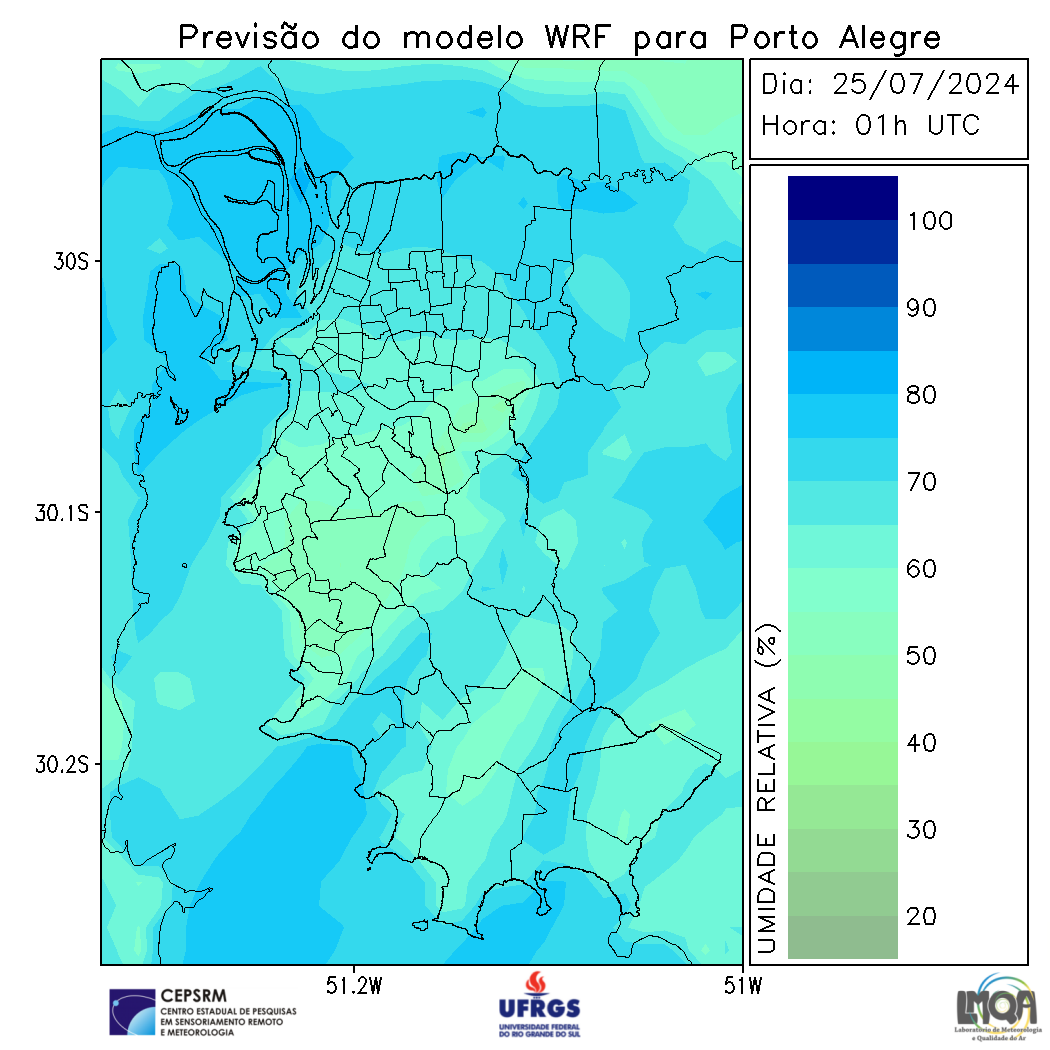 Previsão do modelo WRF para Porto Alegre
Dia: 25/07/2024
Hora: 01h UTC
30S
30.1S
30.2S
51.2W
51W
100
90
80
70
60
50
40
30
20
UMIDADE RELATIVA (%)
CEPSRM
CENTRO ESTADUAL DE PESQUISAS
EM SENSORIAMENTO REMOTO
E METEOROLOGIA
UFRGS
UNIVERSIDADE FEDERAL
DO RIO GRANDE DO SUL
LMQA
Laboratório de Meteorologia
e Qualidade do Ar